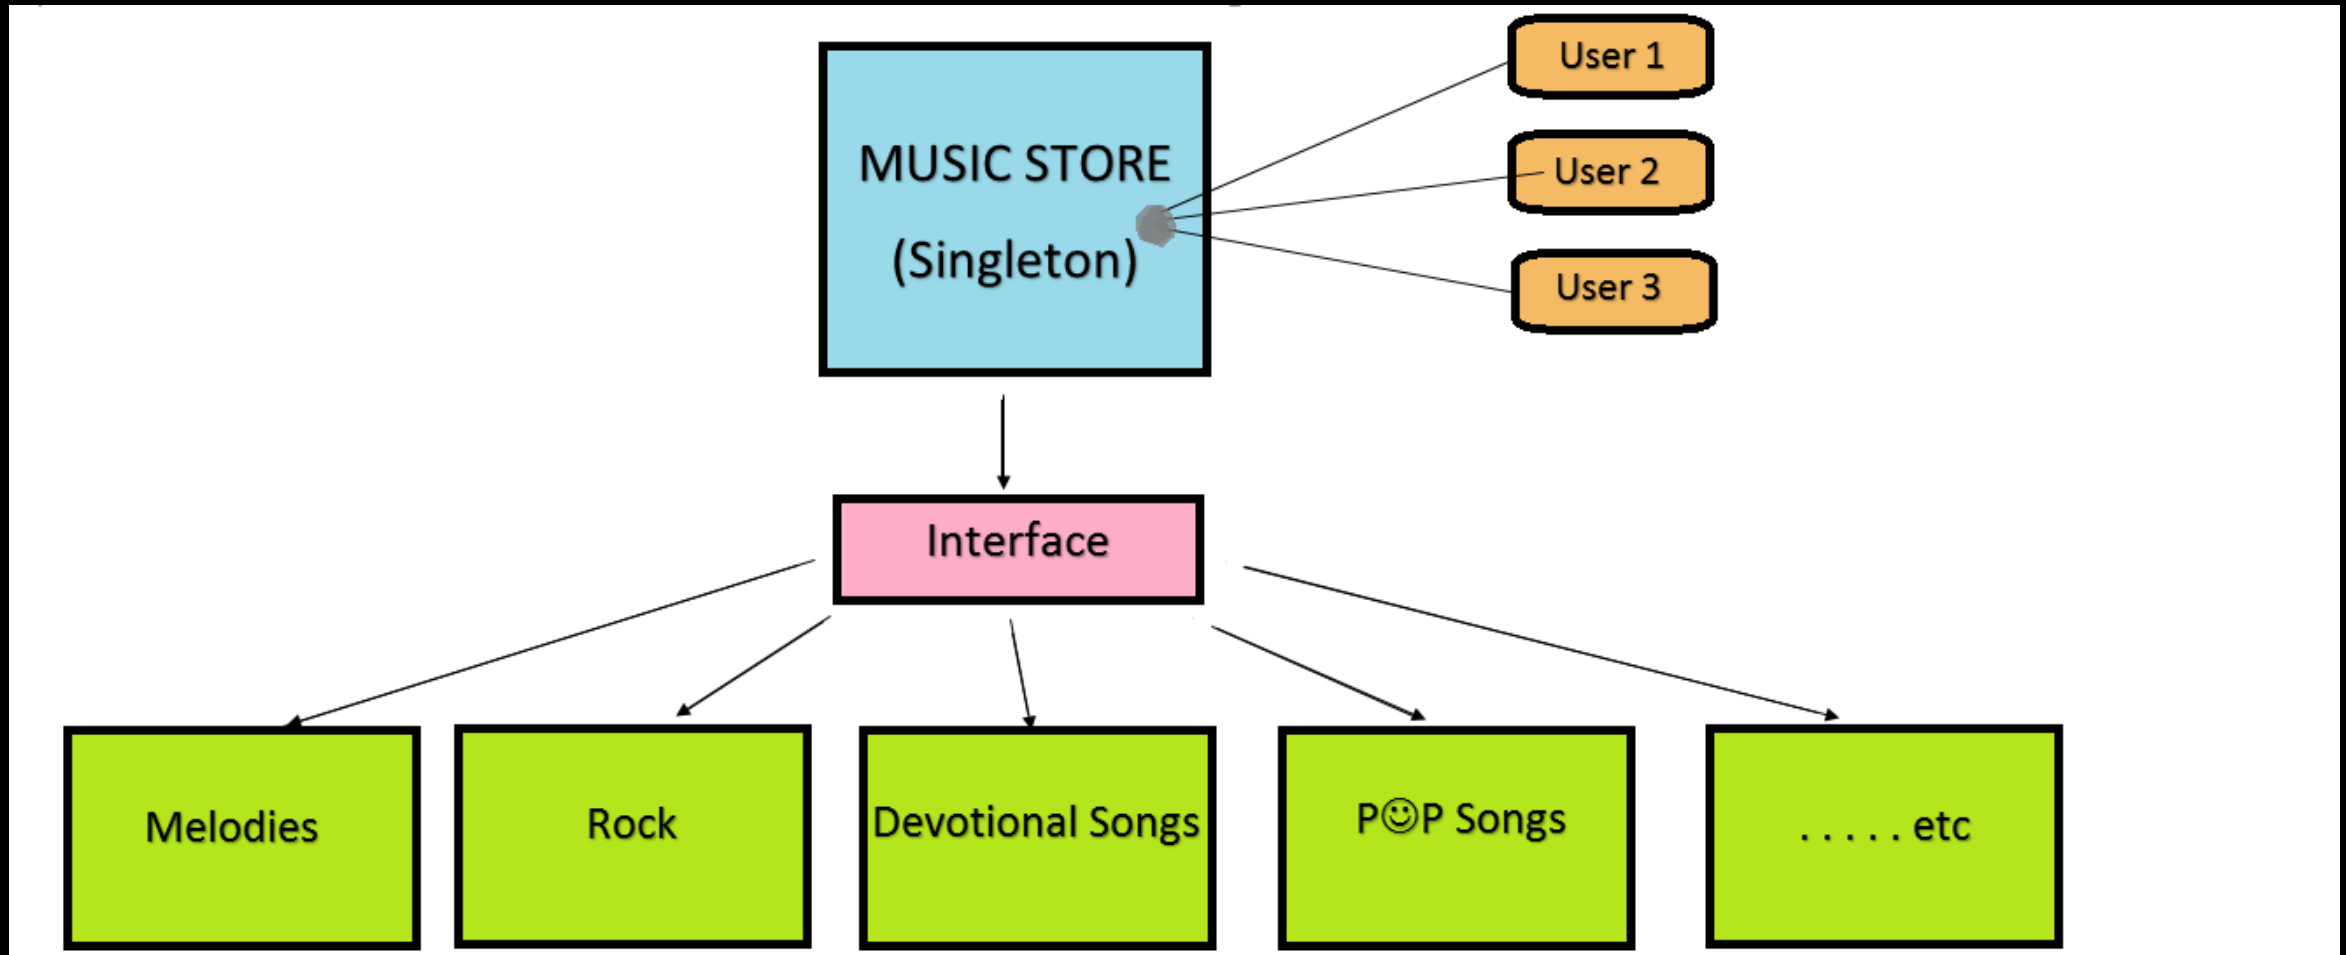 MUSIC STORE
(Singleton)
User 1
User 2
User 3
Interface
Melodies
Rock
Devotional Songs
P☺P Songs
. . . . . etc